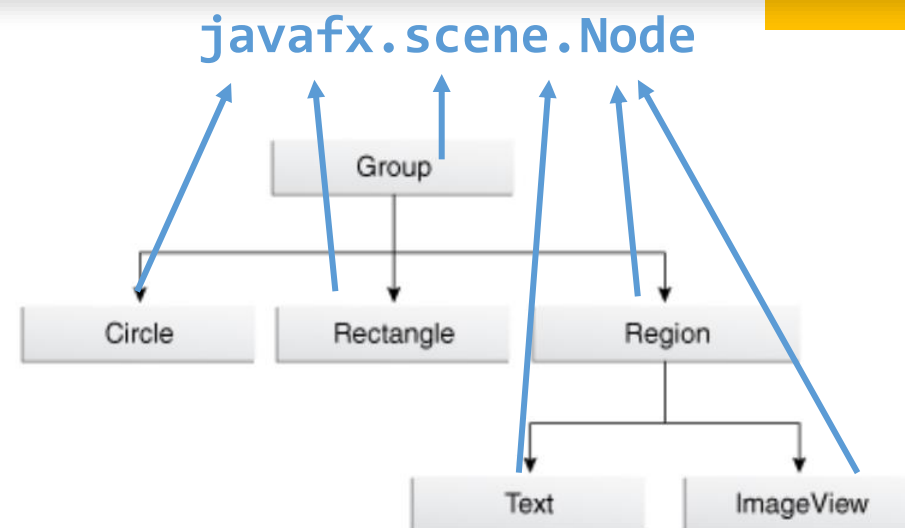 javafx.scene.Node
Group
Circle
Rectangle
Region
Text
ImageView